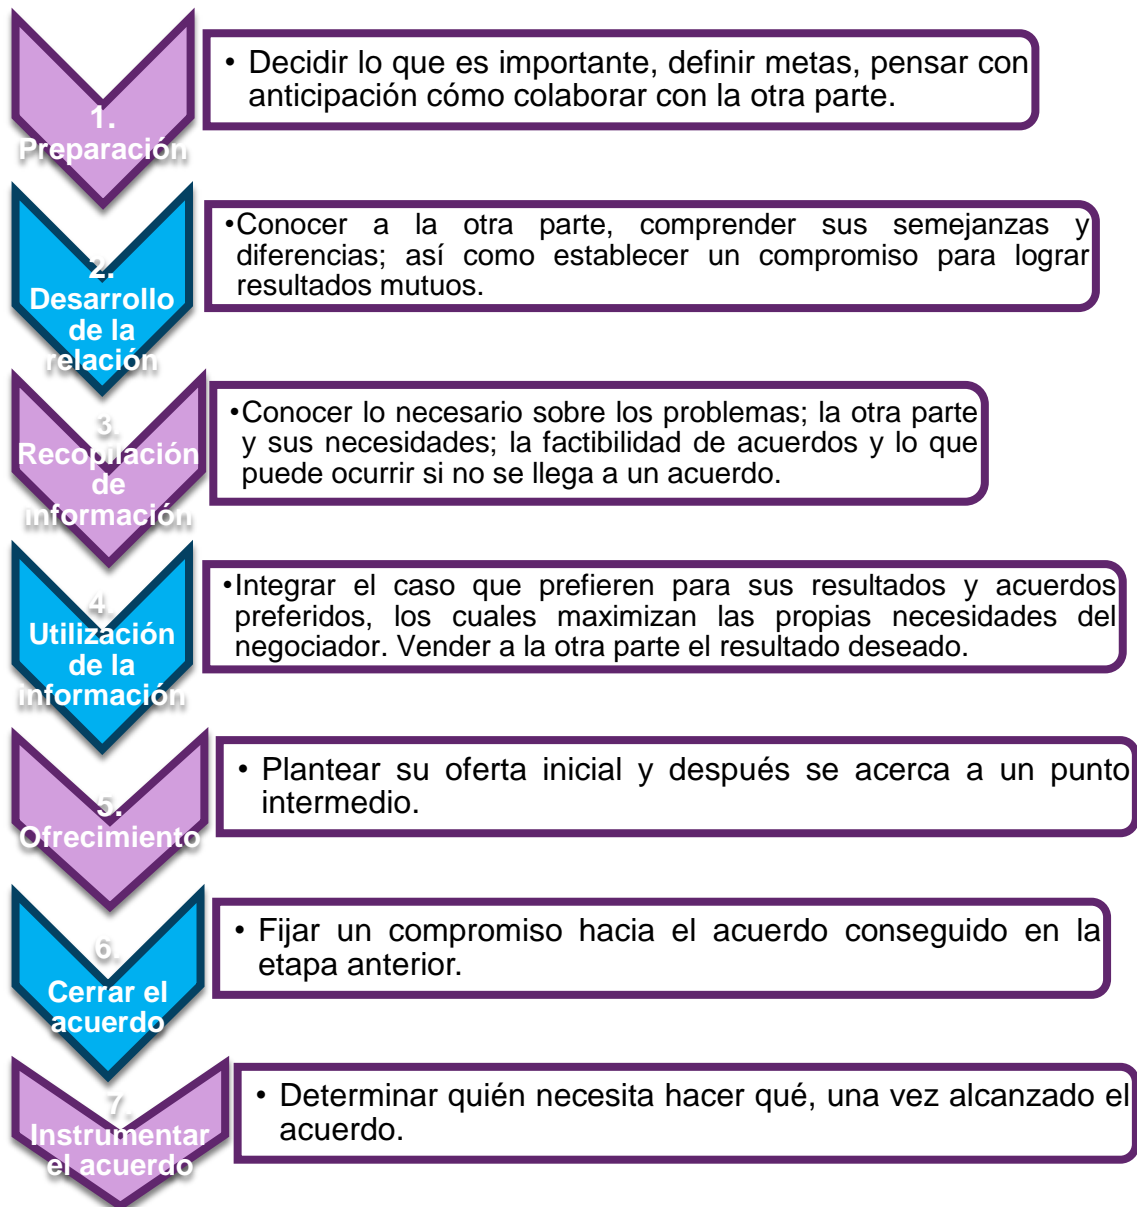 1.
Preparación
• Decidir lo que es importante, definir metas, pensar con
anticipación cómo colaborar con la otra parte.
2.
Desarrollo
de la
relación
•Conocer a la otra parte, comprender sus semejanzas y
diferencias; así como establecer un compromiso para lograr
resultados mutuos.
3.
Recopilación
de
información
•Conocer lo necesario sobre los problemas; la otra parte
y sus necesidades; la factibilidad de acuerdos y lo que
puede ocurrir si no se llega a un acuerdo.
4.
Utilización
de la
información
•Integrar el caso que prefieren para sus resultados y acuerdos
preferidos, los cuales maximizan las propias necesidades del
negociador. Vender a la otra parte el resultado deseado.
5.
Ofrecimiento
• Plantear su oferta inicial y después se acerca a un punto
intermedio.
6.
Cerrar el
acuerdo
• Fijar un compromiso hacia el acuerdo conseguido en la
etapa anterior.
7.
Instrumentar
el acuerdo
• Determinar quién necesita hacer qué, una vez alcanzado el
acuerdo.